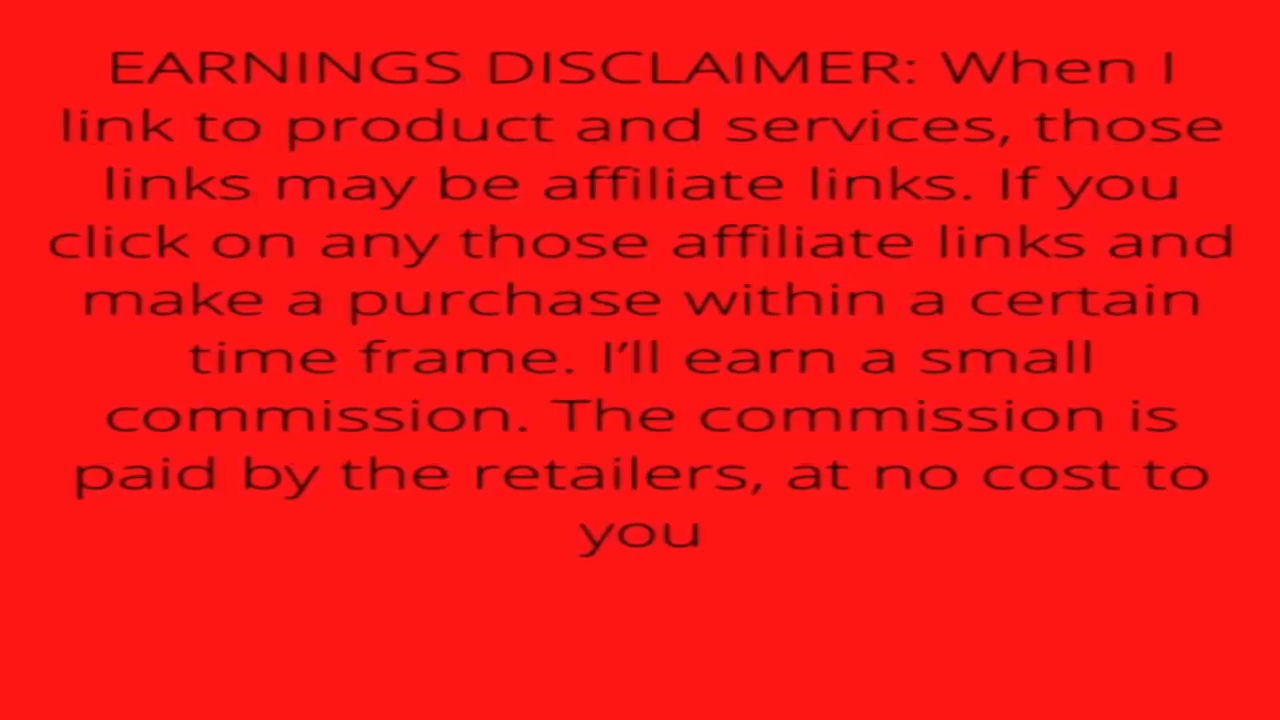 EARNINGS DISCLAIMER: When I
link to product and services, those
links may be affiliate links. If you
click on any those affiliate links and
make a purchase within a certain
time frame. I’ll earn a small
commission. The commission is
paid by the retailers, at no cost to
you